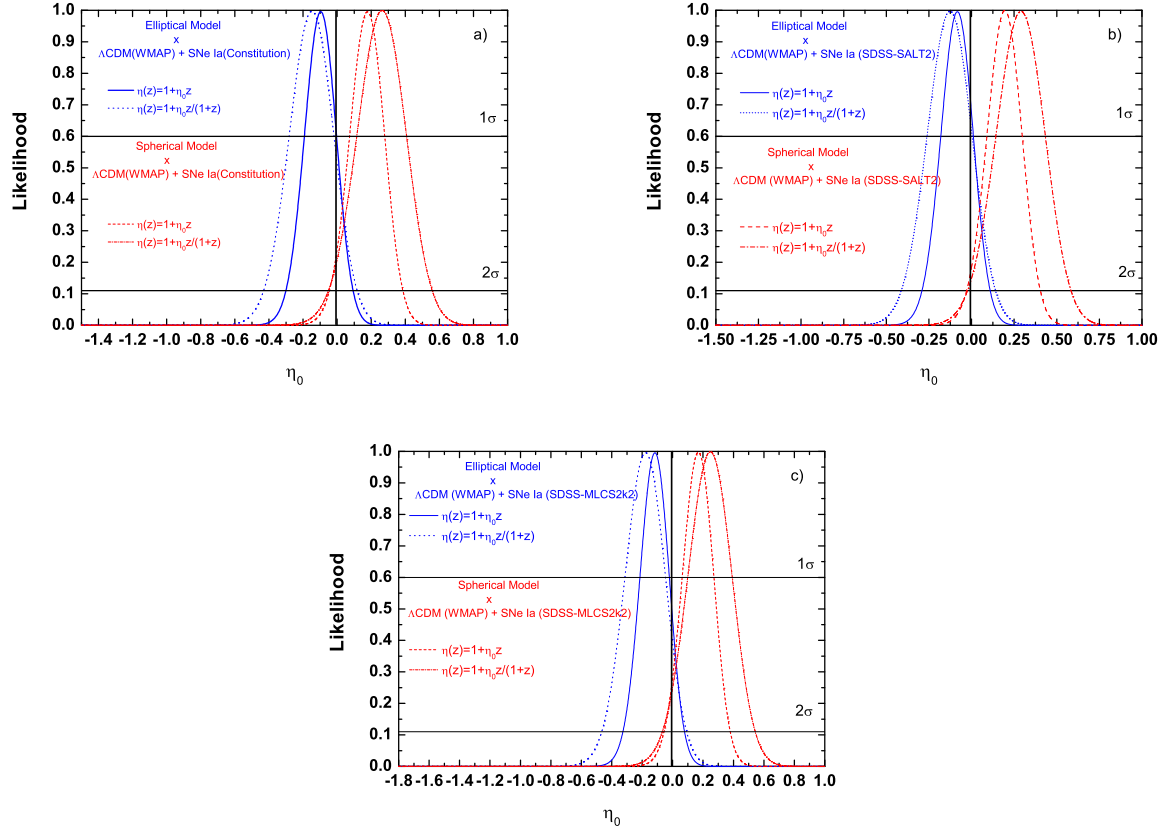 Elliptical Model
x
ΛCDM(WMAP) + SNe Ia(Constitution)
η(z)=1+η₀z
η(z)=1+η₀z/(1+z)
Spherical Model
x
ΛCDM(WMAP) + SNe Ia(Constitution)
η(z)=1+η₀z
η(z)=1+η₀z/(1+z)
a)
1σ
2σ
Likelihood
1.0
0.9
0.8
0.7
0.6
0.5
0.4
0.3
0.2
0.1
0.0
-1.4 -1.2 -1.0 -0.8 -0.6 -0.4 -0.2 0.0 0.2 0.4 0.6 0.8 1.0
η₀
Elliptical Model
x
ΛCDM(WMAP) + SNe Ia (SDSS-SALT2)
η(z)=1+η₀z
η(z)=1+η₀z/(1+z)
Spherical Model
x
ΛCDM (WMAP) + SNe Ia (SDSS-SALT2)
η(z)=1+η₀z
η(z)=1+η₀z/(1+z)
b)
1σ
2σ
Likelihood
1.0
0.9
0.8
0.7
0.6
0.5
0.4
0.3
0.2
0.1
0.0
-1.50 -1.25 -1.00 -0.75 -0.50 -0.25 -0.00 0.25 0.50 0.75 1.00
η₀
Elliptical Model
x
ΛCDM (WMAP) + SNe Ia (SDSS-MLCS2k2)
η(z)=1+η₀z
η(z)=1+η₀z/(1+z)
Spherical Model
x
ΛCDM (WMAP) + SNe Ia (SDSS-MLCS2k2)
η(z)=1+η₀z
η(z)=1+η₀z/(1+z)
c)
1σ
2σ
Likelihood
1.0
0.9
0.8
0.7
0.6
0.5
0.4
0.3
0.2
0.1
0.0
-1.8 -1.6 -1.4 -1.2 -1.0 -0.8 -0.6 -0.4 -0.2 0.0 0.2 0.4 0.6 0.8 1.0
η₀